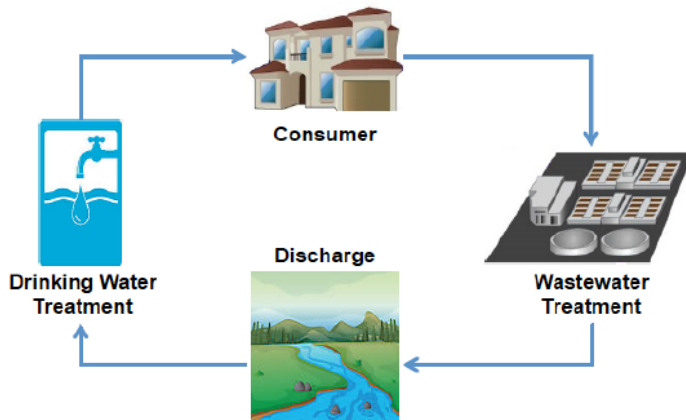 Consumer
Discharge
Drinking Water
Treatment
Wastewater
Treatment